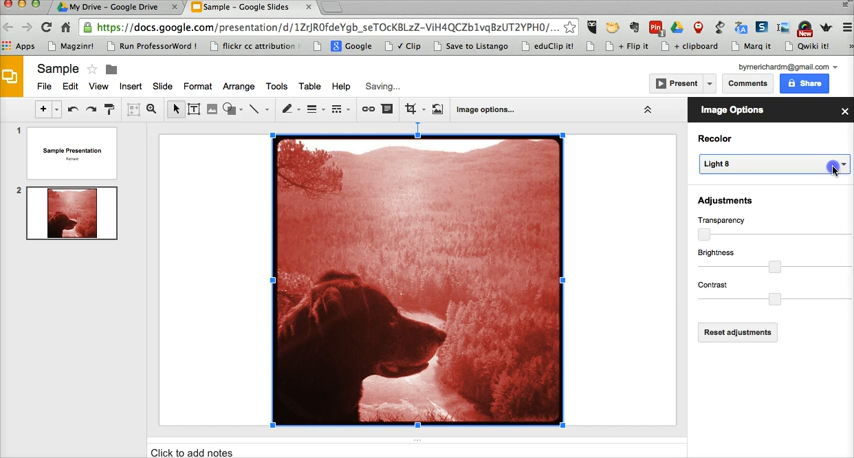 My Drive – Google Drive
Sample – Google Slides
https://docs.google.com/presentation/d/1ZrJR0fdeYgb_seTOcKBLzZ-ViH4QCZb1vqBzUT2YPH0/...
Pin
New
Apps
Magzinr!
Run ProfessorWord !
flickr cc attribution
Google
✓ Clip
Save to Listango
eduClip it!
+ Flip it
+ clipboard
Marq it
Qwiki it!
Sample
byrnerichardm@gmail.com
File Edit View Insert Slide Format Arrange Tools Table Help Saving...
Present
Comments
Share
Image options...
Image Options
1
Sample Presentation
Richard
2
Recolor
Light 8
Adjustments
Transparency
Brightness
Contrast
Reset adjustments
Click to add notes